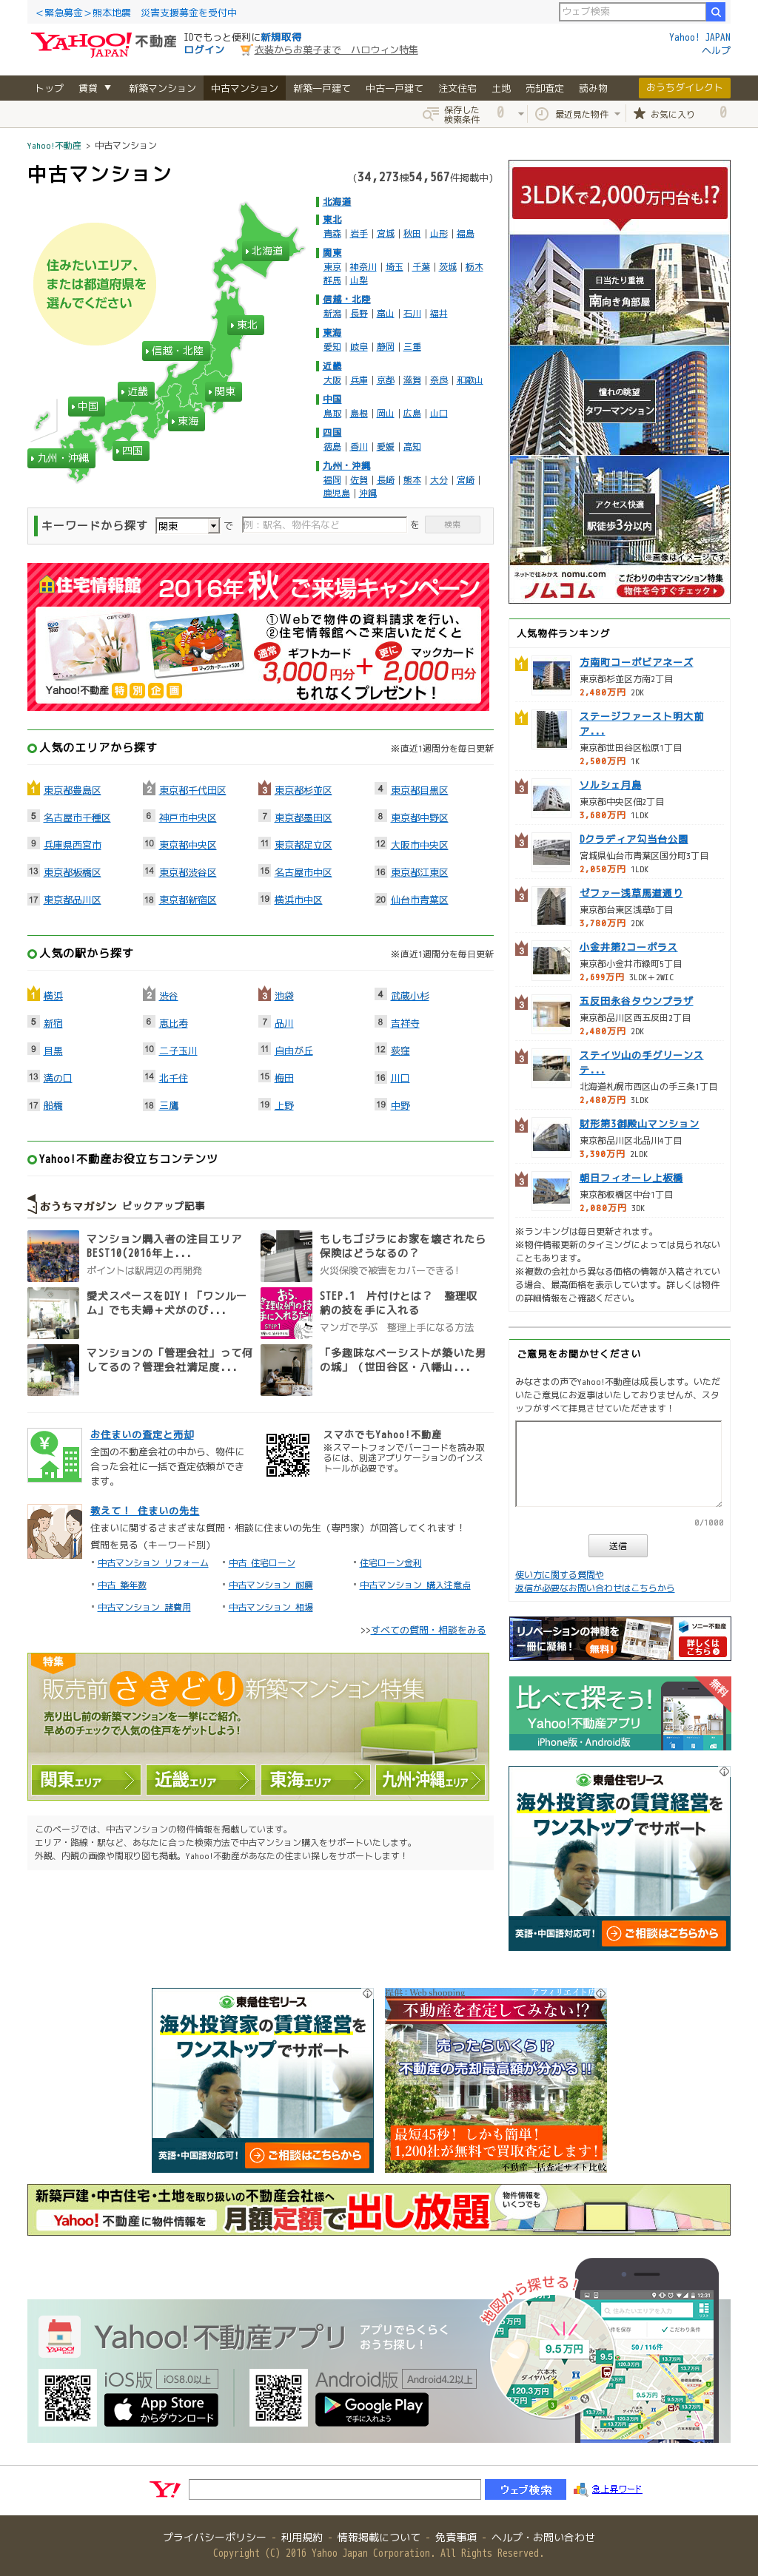 ＜緊急募金＞熊本地震　災害支援募金を受付中
ウェブ検索
YAHOO!不動産 JAPAN
IDでもっと便利に新規取得
ログイン
衣装からお菓子まで　ハロウィン特集
Yahoo! JAPAN
ヘルプ
トップ 賃貸 ▼ 新築マンション 中古マンション 新築一戸建て 中古一戸建て 注文住宅 土地 売却査定 読み物 おうちダイレクト
保存した検索条件 0 最近見た物件 お気に入り 0
Yahoo!不動産 > 中古マンション
中古マンション
(34,273棟54,567件掲載中)
住みたいエリア、
または都道府県を
選んでください
北海道
東北
信越・北陸
近畿
関東
中国
東海
四国
九州・沖縄
北海道
東北
青森 | 岩手 | 宮城 | 秋田 | 山形 | 福島
関東
東京 | 神奈川 | 埼玉 | 千葉 | 茨城 | 栃木
群馬 | 山梨
信越・北陸
新潟 | 長野 | 富山 | 石川 | 福井
東海
愛知 | 岐阜 | 静岡 | 三重
近畿
大阪 | 兵庫 | 京都 | 滋賀 | 奈良 | 和歌山
中国
鳥取 | 島根 | 岡山 | 広島 | 山口
四国
徳島 | 香川 | 愛媛 | 高知
九州・沖縄
福岡 | 佐賀 | 長崎 | 熊本 | 大分 | 宮崎 |
鹿児島 | 沖縄
キーワードから探す 関東 で 例：駅名、物件名など を 検索
住宅情報館 2016年秋 ご来場キャンペーン
①Webで物件の資料請求を行い、
②住宅情報館へご来店いただくと
通常 ギフトカード 3,000円分 + 更に マックカード 500円分
もれなくプレゼント！
Yahoo!不動産 特別企画
人気のエリアから探す
※直近1週間分を毎日更新
1 東京都豊島区 2 東京都千代田区 3 東京都杉並区 4 東京都目黒区
5 名古屋市千種区 6 神戸市中央区 7 東京都墨田区 8 東京都中野区
9 兵庫県西宮市 10 東京都中央区 11 東京都足立区 12 大阪市中央区
13 東京都板橋区 14 東京都渋谷区 15 名古屋市中区 16 東京都江東区
17 東京都品川区 18 東京都新宿区 19 横浜市中区 20 仙台市青葉区
人気の駅から探す
※直近1週間分を毎日更新
1 横浜 2 渋谷 3 池袋 4 武蔵小杉
5 新宿 6 恵比寿 7 品川 8 吉祥寺
9 目黒 10 二子玉川 11 自由が丘 12 荻窪
13 溝の口 14 北千住 15 梅田 16 川口
17 船橋 18 三鷹 19 上野 19 中野
Yahoo!不動産お役立ちコンテンツ
おうちマガジン ピックアップ記事
マンション購入者の注目エリア
BEST10(2016年上...
ポイントは駅周辺の再開発
もしもゴジラにお家を壊されたら
保険はどうなるの？
火災保険で被害をカバーできる！
愛犬スペースをDIY！「ワンルー
ム」でも夫婦＋犬がのび...
STEP.1　片付けとは？　整理収
納の技を手に入れる
マンガで学ぶ　整理上手になる方法
マンションの「管理会社」って何
してるの？管理会社満足度...
「多趣味なベーシストが築いた男
の城」（世田谷区・八幡山...
お住まいの査定と売却
全国の不動産会社の中から、物件に
合った会社に一括で査定依頼ができ
ます。
スマホでもYahoo!不動産
※スマートフォンでバーコードを読み取
るには、別途アプリケーションのインス
トールが必要です。
教えて！ 住まいの先生
住まいに関するさまざまな質問・相談に住まいの先生（専門家）が回答してくれます！
質問を見る（キーワード別）
・中古マンション リフォーム ・中古 住宅ローン ・住宅ローン金利
・中古 築年数 ・中古マンション 耐震 ・中古マンション 購入注意点
・中古マンション 諸費用 ・中古マンション 相場
>>すべての質問・相談をみる
特集
販売前さきどり新築マンション特集
売り出し前の新築マンションを一挙にご紹介。
早めのチェックで人気の住戸をゲットしよう！
関東エリア 近畿エリア 東海エリア 九州・沖縄エリア
このページでは、中古マンションの物件情報を掲載しています。
エリア・路線・駅など、あなたに合った検索方法で中古マンション購入をサポートいたします。
外観、内観の画像や間取り図も掲載。Yahoo!不動産があなたの住まい探しをサポートします！
3LDKで2,000万円台も!?
日当たり重視
南向き角部屋
憧れの眺望
タワーマンション
アクセス快適
駅徒歩3分以内
※画像はイメージです
ネットで住みかえ nomu.com
ノムコム
こだわりの中古マンション特集
物件を今すぐチェック
人気物件ランキング
1 方南町コーポビアネーズ
東京都杉並区方南2丁目
2,480万円 2DK
1 ステージファースト明大前
ア...
東京都世田谷区松原1丁目
2,500万円 1K
3 ソルシェ月島
東京都中央区佃2丁目
3,680万円 1LDK
3 Dクラディア勾当台公園
宮城県仙台市青葉区国分町3丁目
2,050万円 1LDK
3 ゼファー浅草馬道通り
東京都台東区浅草6丁目
3,780万円 2DK
3 小金井第2コーポラス
東京都小金井市緑町5丁目
2,699万円 3LDK＋2WIC
3 五反田永谷タウンプラザ
東京都品川区西五反田2丁目
2,480万円 2DK
3 ステイツ山の手グリーンス
テ...
北海道札幌市西区山の手三条1丁目
2,480万円 3LDK
3 財形第3御殿山マンション
東京都品川区北品川4丁目
3,390万円 2LDK
3 朝日フィオーレ上板橋
東京都板橋区中台1丁目
2,080万円 3DK
※ランキングは毎日更新されます。
※物件情報更新のタイミングによっては見られない
こともあります。
※複数の会社から異なる価格の情報が入稿されてい
る場合、最高価格を表示しています。詳しくは物件
の詳細情報をご確認ください。
ご意見をお聞かせください
みなさまの声でYahoo!不動産は成長します。いただ
いたご意見にお返事はいたしておりませんが、スタ
ッフがすべて拝見させていただきます！
0/1000
送信
使い方に関する質問や
返信が必要なお問い合わせはこちらから
リノベーションの神髄を
一冊に凝縮！ 無料！
ソニー不動産
詳しくはこちら
無料
比べて探そう！
Yahoo!不動産アプリ
iPhone版・Android版
東急住宅リース
海外投資家の賃貸経営を
ワンストップでサポート
英語・中国語対応可！ ご相談はこちらから
東急住宅リース
海外投資家の賃貸経営を
ワンストップでサポート
英語・中国語対応可！ ご相談はこちらから
提供：Web shopping アフィリエイト広
不動産を査定してみない!?
売ったらいくら？
不動産の売却最高額が分かる!!
最短45秒！しかも簡単！
1,200社が無料で買取査定します！
不動産一括査定サイト比較
新築戸建・中古住宅・土地を取り扱いの不動産会社様へ
Yahoo!不動産に物件情報を 月額定額で出し放題
物件情報をいくつでも
Yahoo!不動産アプリ
アプリでらくらく
おうち探し！
iOS版 iOS8.0以上
App Store からダウンロード
Android版 Android4.2以上
Google Play で手に入れよう
地図から探せる！
9.5万円
六本木
ダイヤハイツ
120.3万円
50/116件
ウェブ検索
急上昇ワード
プライバシーポリシー - 利用規約 - 情報掲載について - 免責事項 - ヘルプ・お問い合わせ
Copyright (C) 2016 Yahoo Japan Corporation. All Rights Reserved.